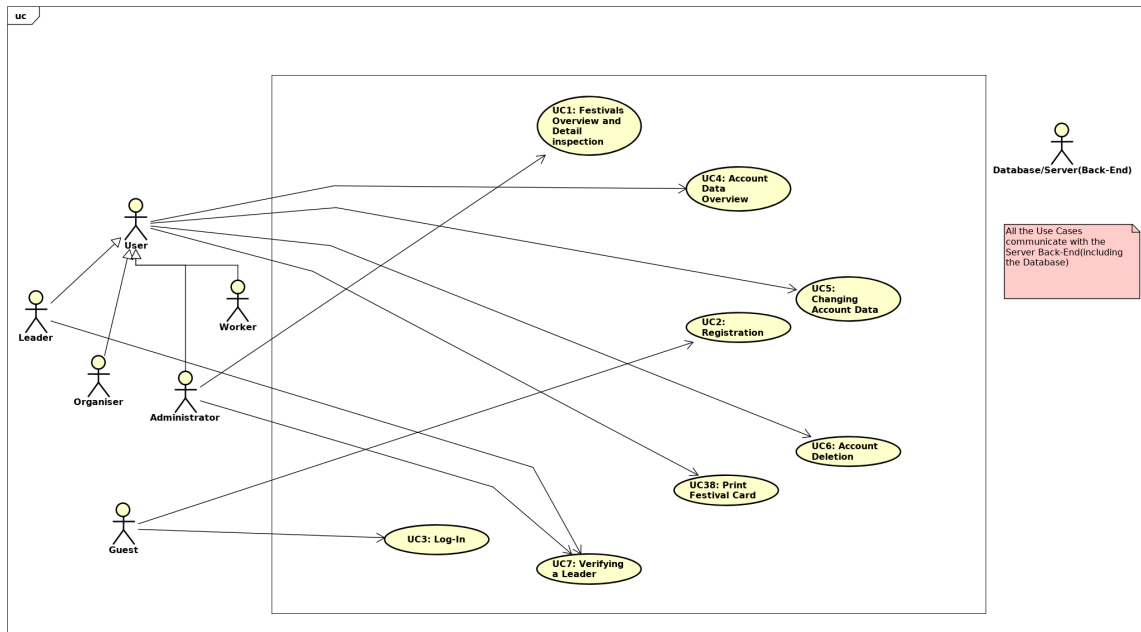 uc
UC1: Festivals
Overview and
Detail
inspection
Database/Server(Back-End)
UC4: Account
Data
Overview
User
All the Use Cases
communicate with the
Server Back-End(including
the Database)
UC5:
Changing
Account Data
Worker
UC2:
Registration
Leader
Organiser
Administrator
UC6: Account
Deletion
UC38: Print
Festival Card
Guest
UC3: Log-In
UC7: Verifying
a Leader